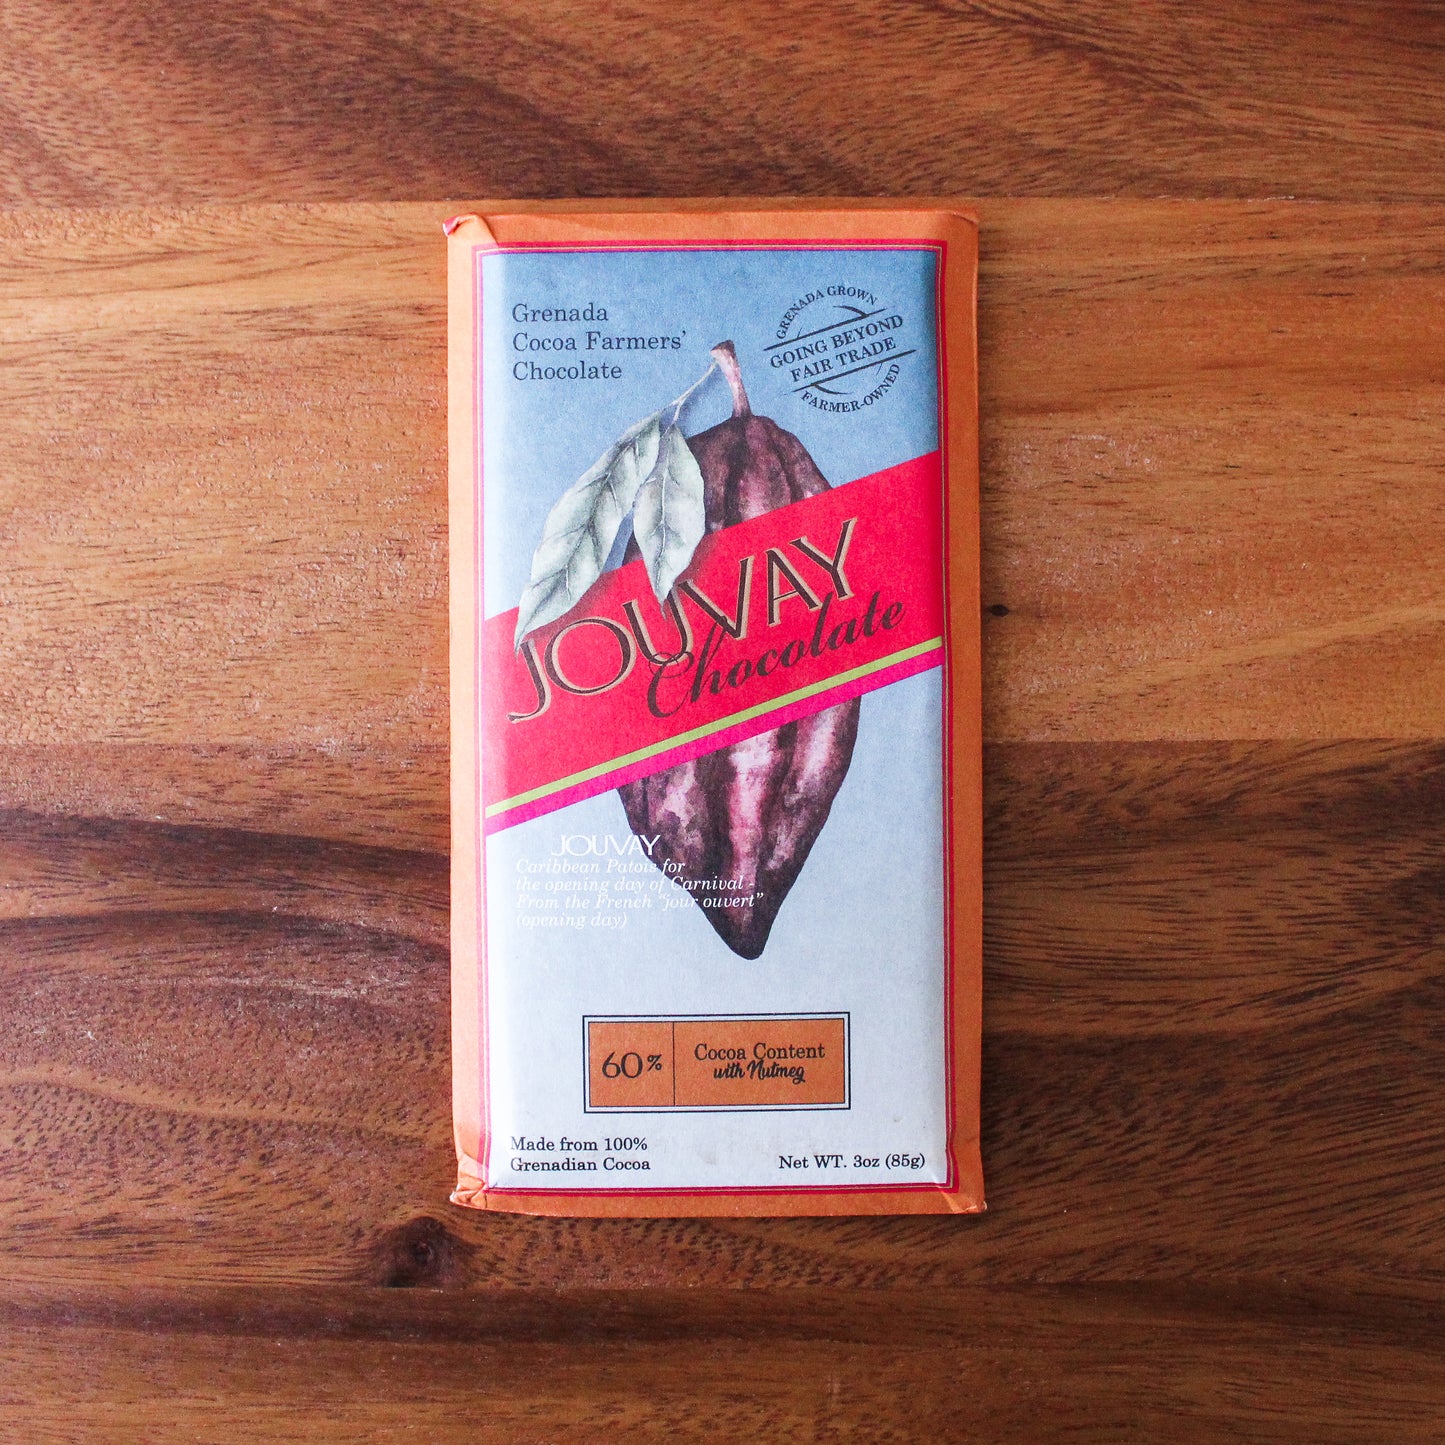 Grenada
Cocoa Farmers’
Chocolate
GRENADA GROWN
GOING BEYOND
FAIR TRADE
FARMER-OWNED
JOUVAY
Chocolate
JOUVAY
Caribbean Patois for
the opening day of Carnival -
From the French “jour ouvert”
(opening day)
60%
Cocoa Content
with Nutmeg
Made from 100%
Grenadian Cocoa
Net WT. 3oz (85g)